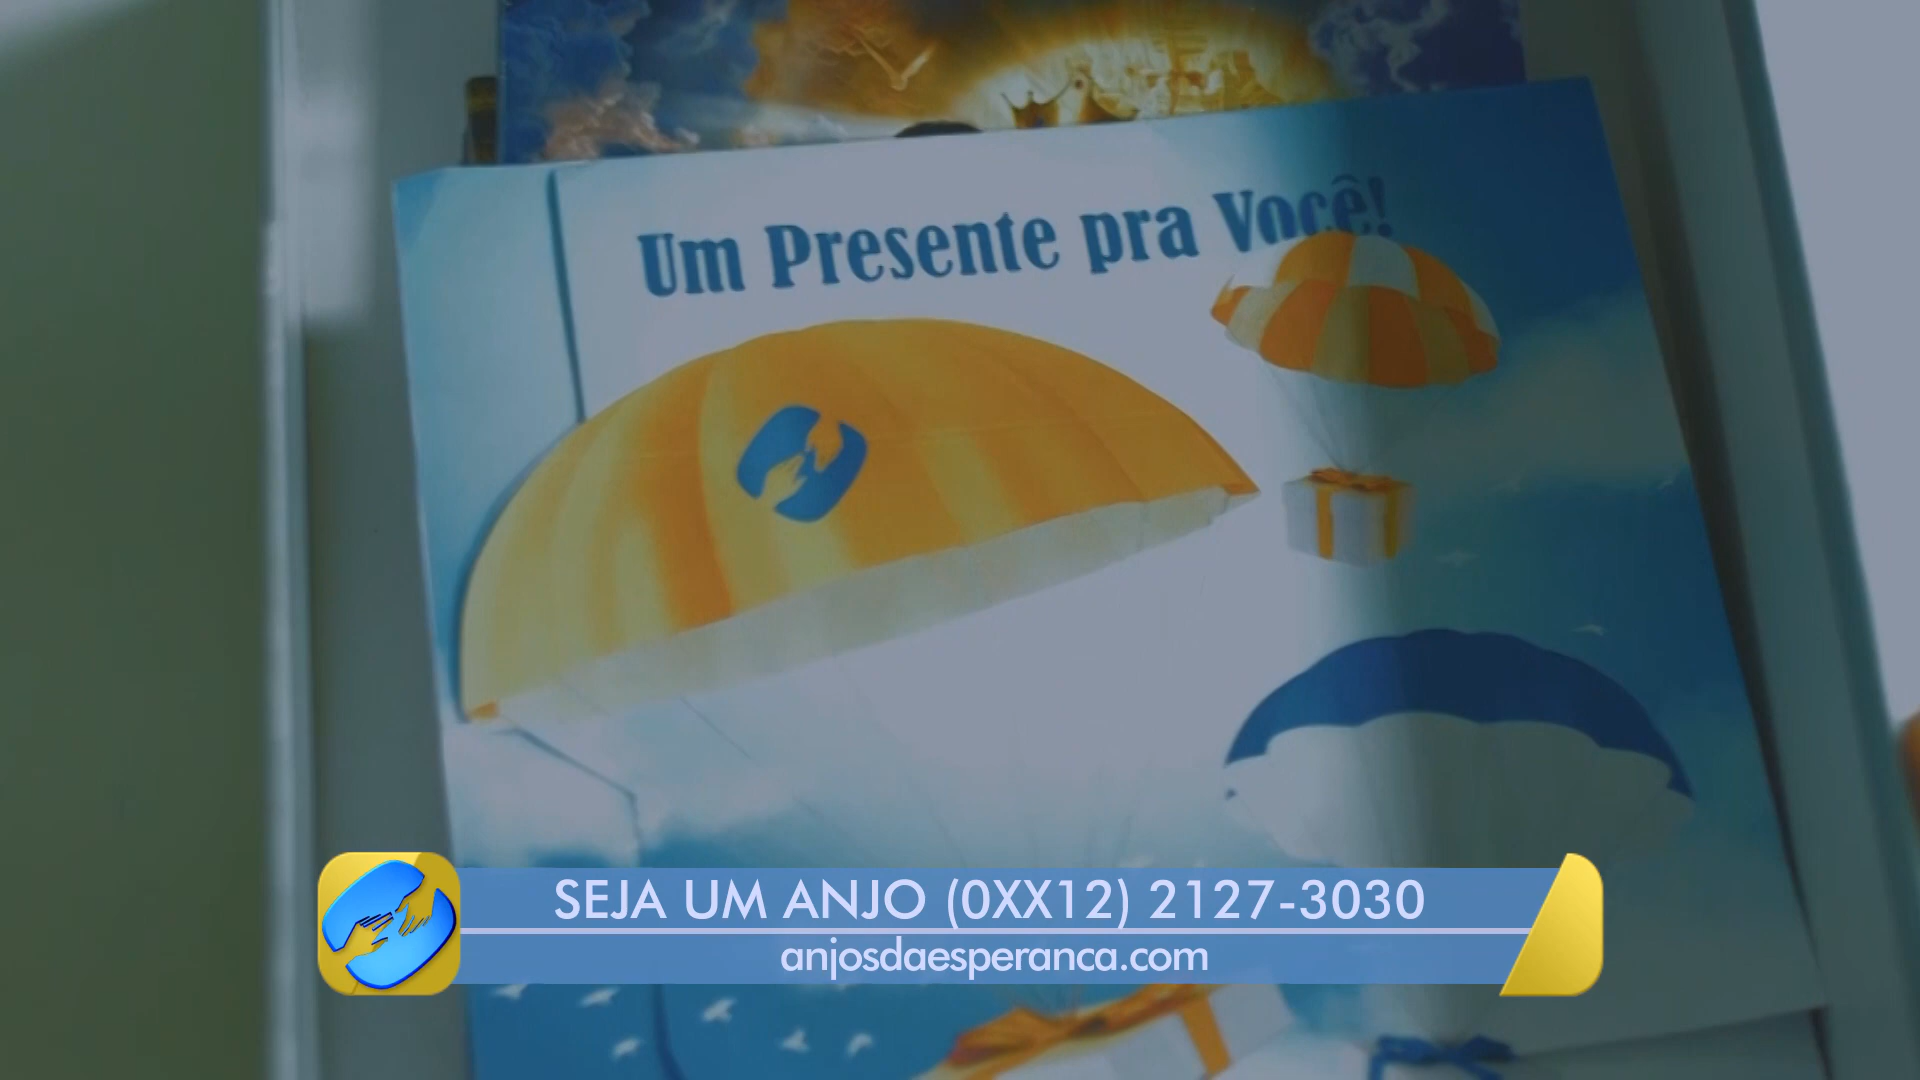 Um Presente pra Você!
SEJA UM ANJO (0XX12) 2127-3030
anjosdaesperanca.com